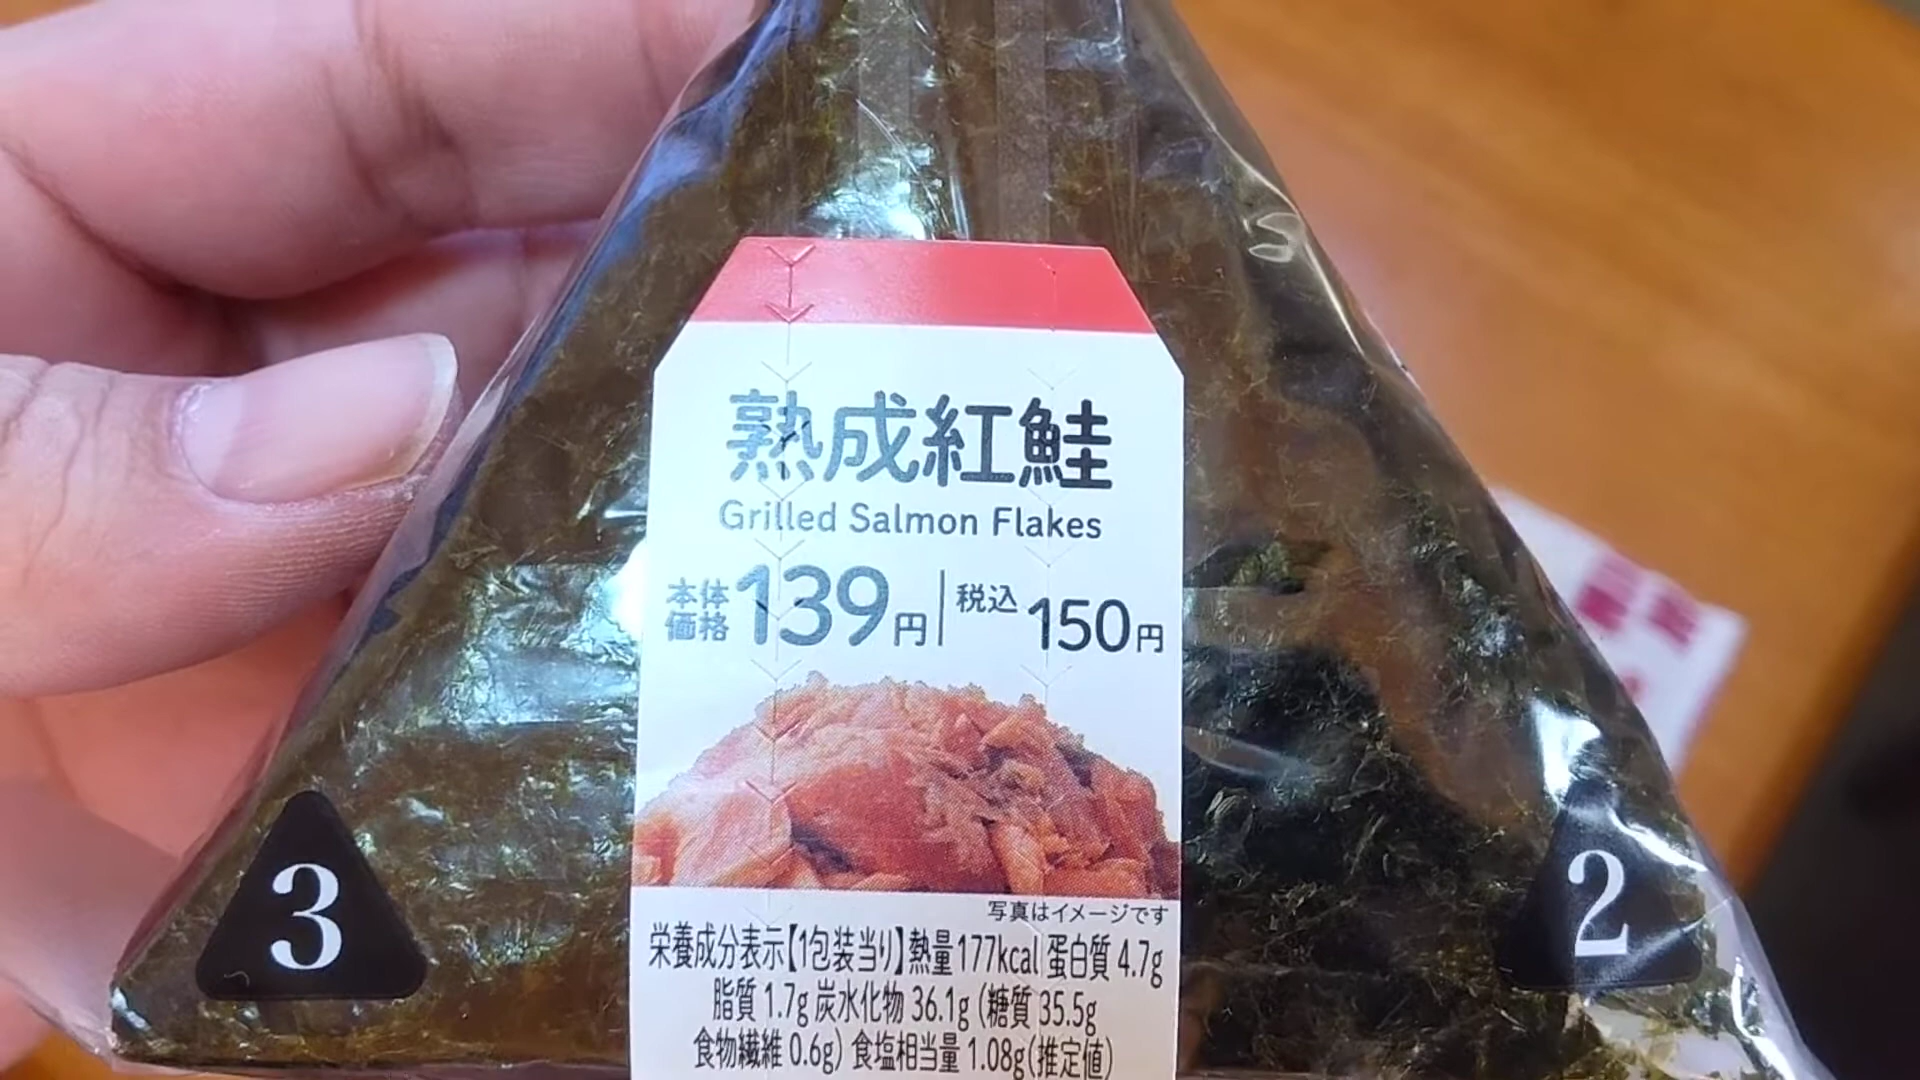 熟成紅鮭
Grilled Salmon Flakes
本体価格139円 税込150円
写真はイメージです
栄養成分表示【1包装当り】熱量177kcal 蛋白質 4.7g
脂質 1.7g 炭水化物 36.1g (糖質 35.5g
食物繊維 0.6g) 食塩相当量 1.08g(推定値)
3
2